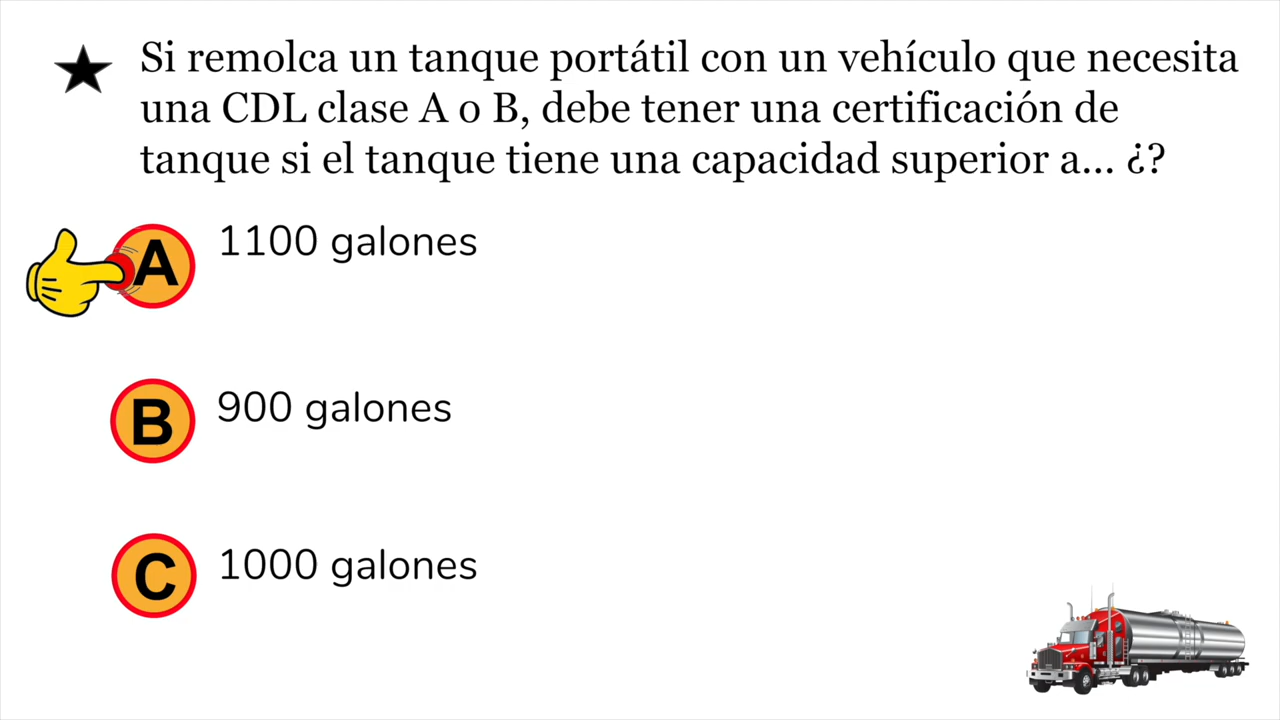 Si remolca un tanque portátil con un vehículo que necesita
una CDL clase A o B, debe tener una certificación de
tanque si el tanque tiene una capacidad superior a... ¿?
A 1100 galones
B 900 galones
C 1000 galones